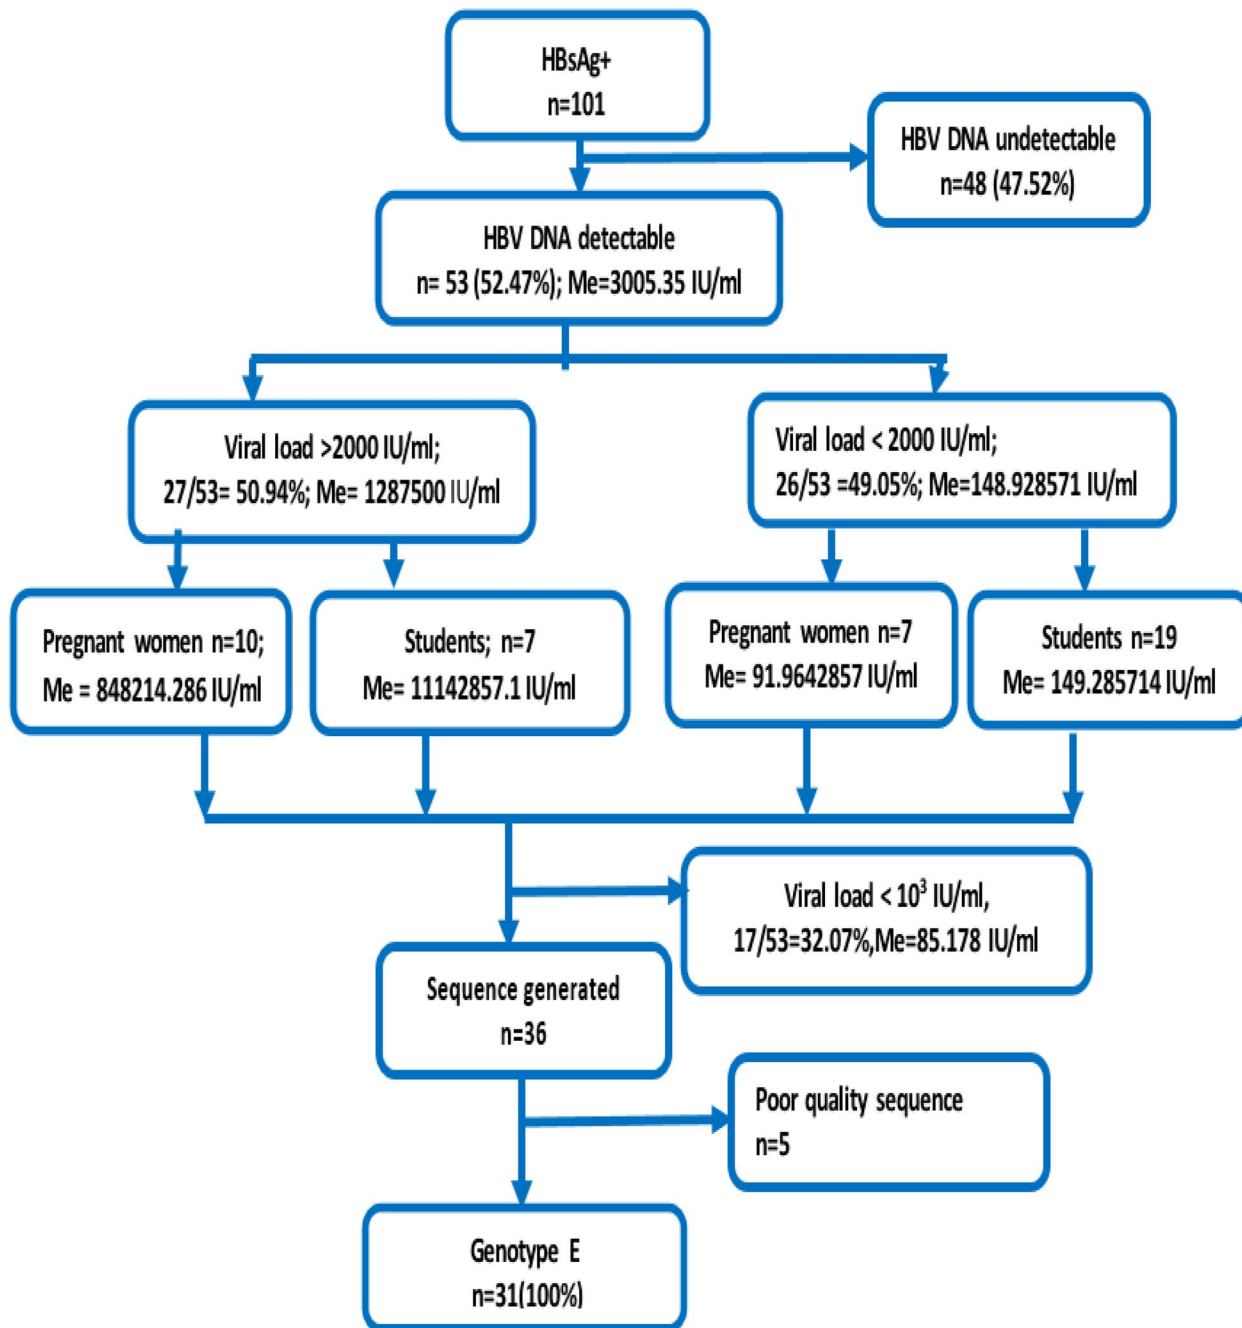 HBsAg+
n=101
HBV DNA undetectable
n=48 (47.52%)
HBV DNA detectable
n= 53 (52.47%); Me=3005.35 IU/ml
Viral load >2000 IU/ml;
27/53= 50.94%; Me= 1287500 IU/ml
Viral load < 2000 IU/ml;
26/53 =49.05%; Me=148.928571 IU/ml
Pregnant women n=10;
Me = 848214.286 IU/ml
Students; n=7
Me= 11142857.1 IU/ml
Pregnant women n=7
Me= 91.9642857 IU/ml
Students n=19
Me= 149.285714 IU/ml
Viral load < 10³ IU/ml,
17/53=32.07%,Me=85.178 IU/ml
Sequence generated
n=36
Poor quality sequence
n=5
Genotype E
n=31(100%)